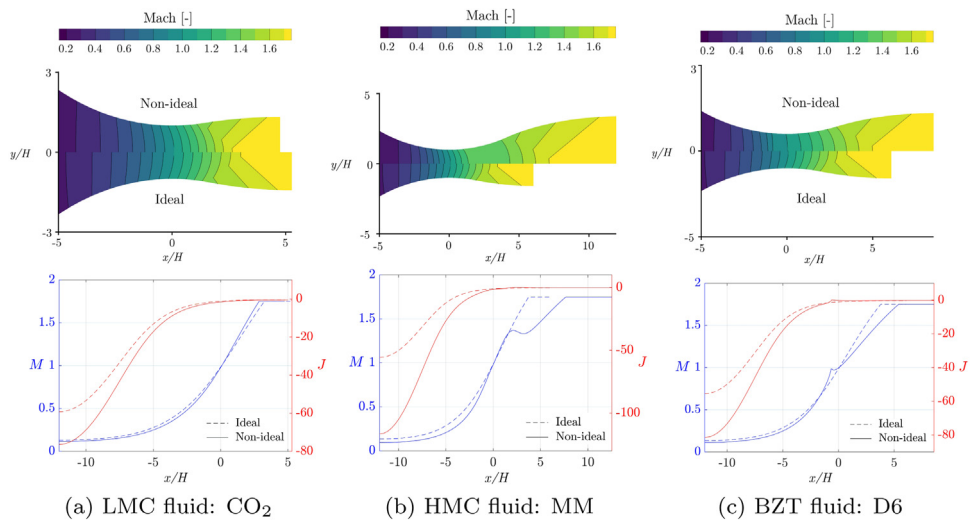 Mach [-]
0.2 0.4 0.6 0.8 1.0 1.2 1.4 1.6
3
Non-ideal
y/H 0
Ideal
-3
-5 0 5
x/H
2
1.5
M 1
0.5
0
0
-20
-40
J
-60
-80
Ideal
Non-ideal
-10 -5 0 5
x/H
(a) LMC fluid: CO₂
Mach [-]
0.2 0.4 0.6 0.8 1.0 1.2 1.4 1.6
5
Non-ideal
y/H 0
Ideal
-5
-5 0 5 10
x/H
2
1.5
M 1
0.5
0
0
-50
J
-100
Ideal
Non-ideal
-10 -5 0 5 10
x/H
(b) HMC fluid: MM
Mach [-]
0.2 0.4 0.6 0.8 1.0 1.2 1.4 1.6
5
Non-ideal
y/H 0
Ideal
-5
-5 0 5
x/H
2
1.5
M 1
0.5
0
0
-20
-40
J
-60
-80
Ideal
Non-ideal
-10 -5 0 5
x/H
(c) BZT fluid: D6